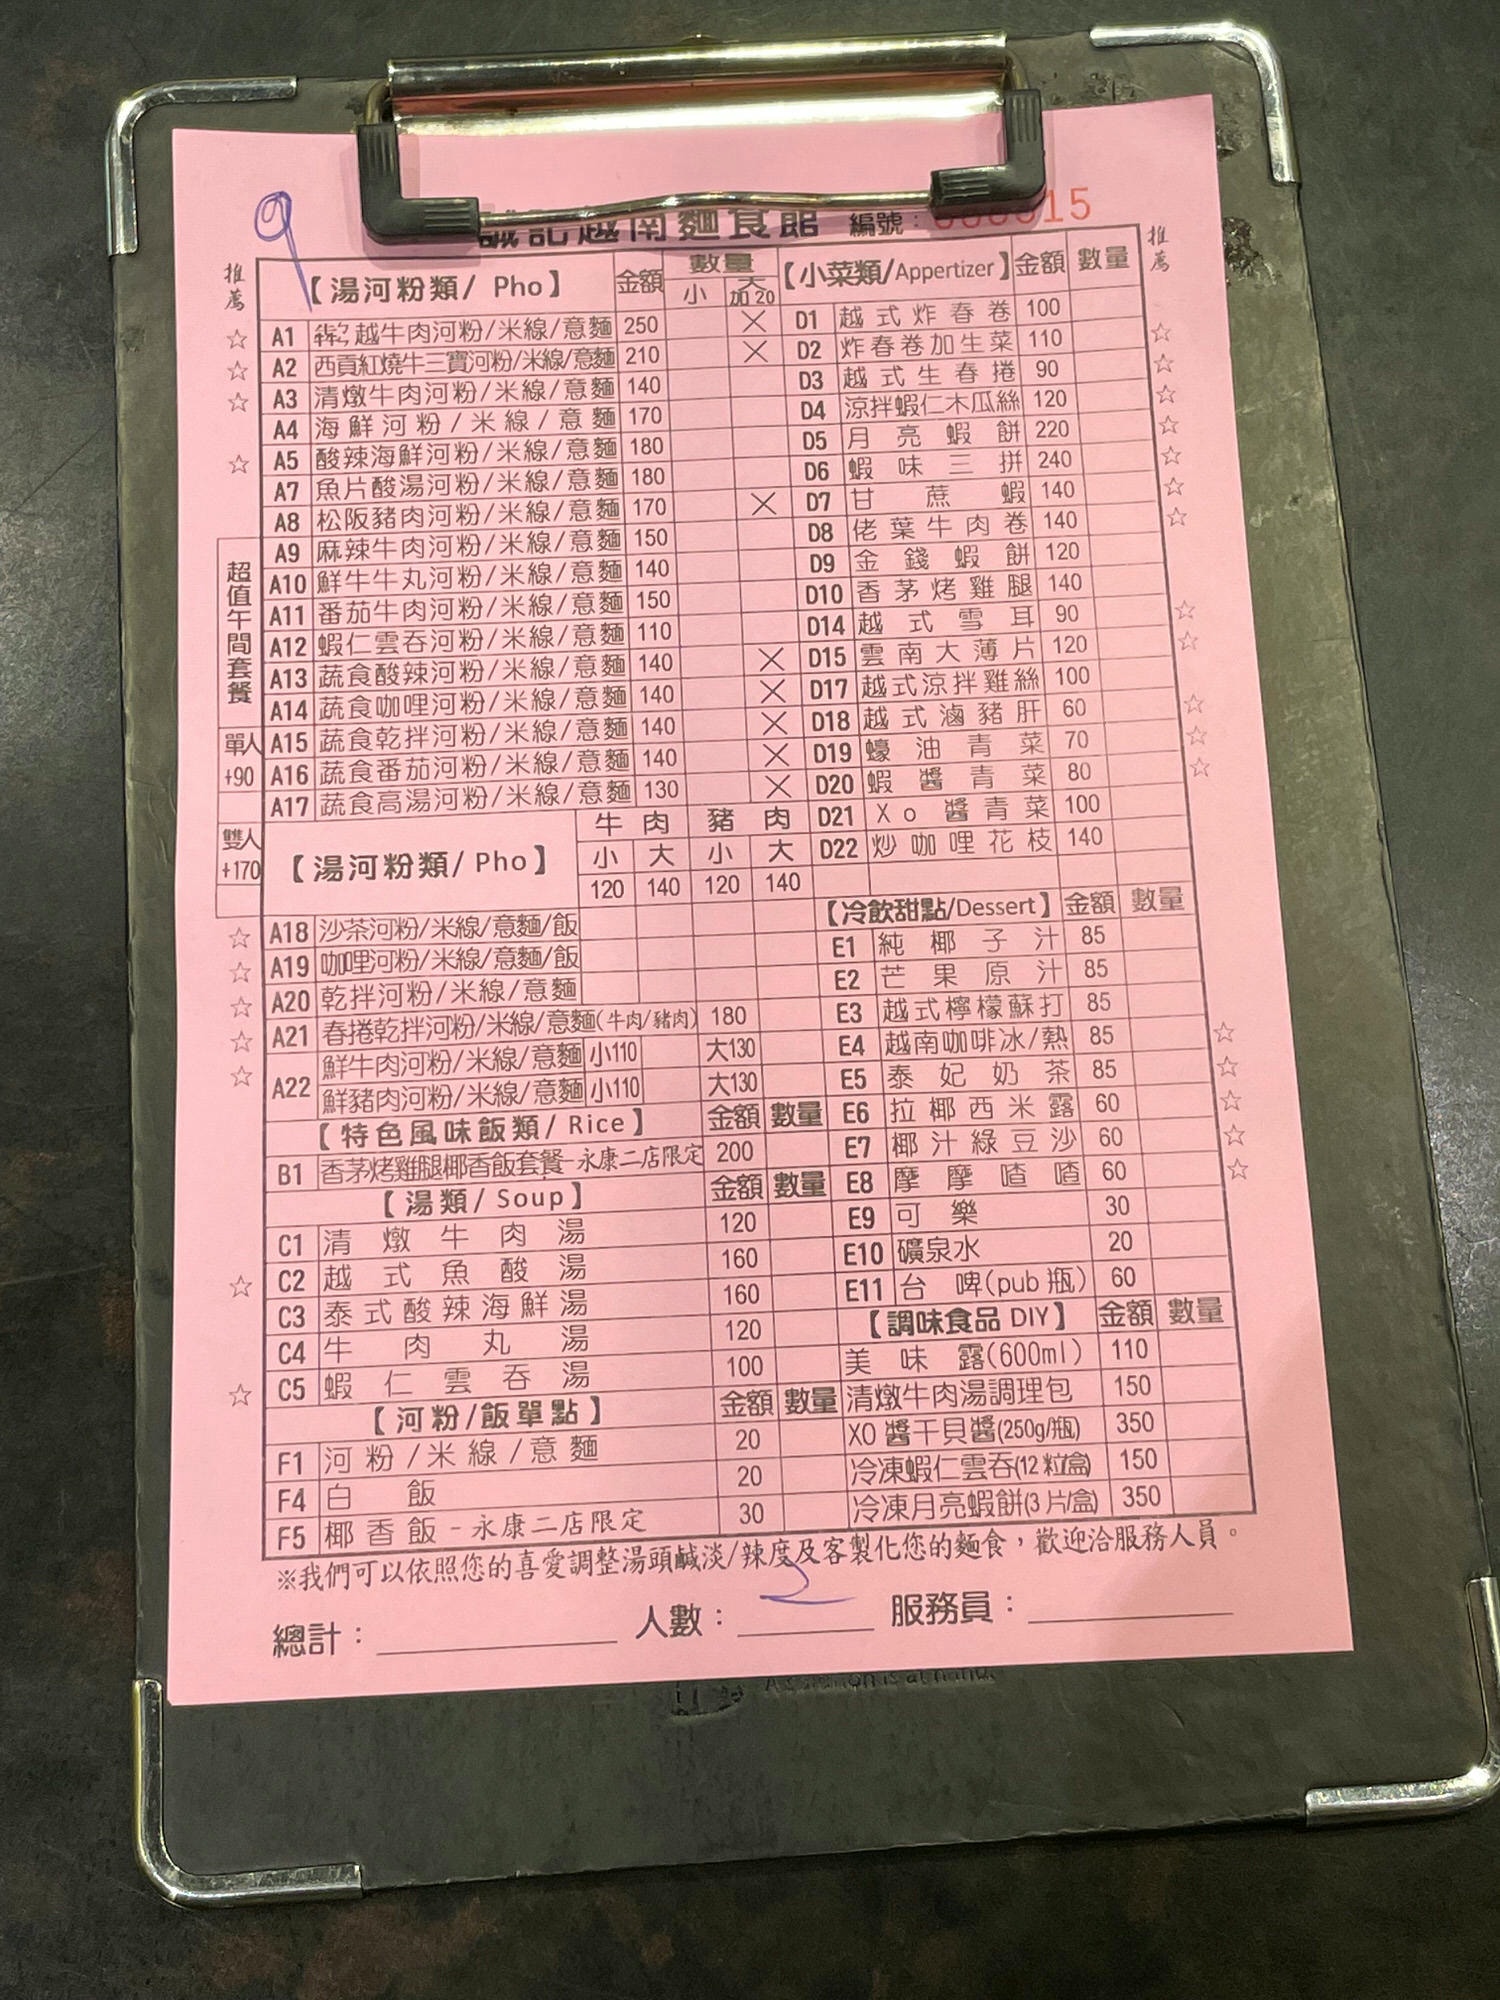 9
誠記越南麵食館 編號：
推薦
推薦
【湯河粉類/ Pho】 金額 數量 小 大加20
A1 越牛肉河粉/米線/意麵 250 ×
A2 西貢紅燒牛三寶河粉/米線/意麵 210 ×
A3 清燉牛肉河粉/米線/意麵 140
A4 海鮮河粉/米線/意麵 170
A5 酸辣海鮮河粉/米線/意麵 180
A7 魚片酸湯河粉/米線/意麵 180
A8 松阪豬肉河粉/米線/意麵 170 ×
A9 麻辣牛肉河粉/米線/意麵 150
A10 鮮牛牛丸河粉/米線/意麵 140
A11 番茄牛肉河粉/米線/意麵 150
A12 蝦仁雲吞河粉/米線/意麵 110
A13 蔬食酸辣河粉/米線/意麵 140 ×
A14 蔬食咖哩河粉/米線/意麵 140 ×
A15 蔬食乾拌河粉/米線/意麵 140 ×
A16 蔬食番茄河粉/米線/意麵 140 ×
A17 蔬食高湯河粉/米線/意麵 130 ×
超值午間套餐
單人
+90
雙人
+170
【湯河粉類/ Pho】 牛肉 豬肉
小 大 小 大
120 140 120 140
A18 沙茶河粉/米線/意麵/飯
A19 咖哩河粉/米線/意麵/飯
A20 乾拌河粉/米線/意麵
A21 春捲乾拌河粉/米線/意麵(牛肉/豬肉) 180
A22 鮮牛肉河粉/米線/意麵 小110 大130
鮮豬肉河粉/米線/意麵 小110 大130
【特色風味飯類/ Rice】 金額 數量
B1 香茅烤雞腿椰香飯套餐-永康二店限定 200
【湯類/ Soup】 金額 數量
C1 清燉牛肉湯 120
C2 越式魚酸湯 160
C3 泰式酸辣海鮮湯 160
C4 牛肉丸湯 120
C5 蝦仁雲吞湯 100
【河粉/飯單點】 金額 數量
F1 河粉/米線/意麵 20
F4 白飯 20
F5 椰香飯-永康二店限定 30
【小菜類/Appertizer】 金額 數量
D1 越式炸春卷 100
D2 炸春卷加生菜 110
D3 越式生春捲 90
D4 涼拌蝦仁木瓜絲 120
D5 月亮蝦餅 220
D6 蝦味三拼 240
D7 甘蔗蝦 140
D8 佬葉牛肉卷 140
D9 金錢蝦餅 120
D10 香茅烤雞腿 140
D14 越式雪耳 90
D15 雲南大薄片 120
D17 越式涼拌雞絲 100
D18 越式滷豬肝 60
D19 蠔油青菜 70
D20 蝦醬青菜 80
D21 Xo醬青菜 100
D22 炒咖哩花枝 140
【冷飲甜點/Dessert】 金額 數量
E1 純椰子汁 85
E2 芒果原汁 85
E3 越式檸檬蘇打 85
E4 越南咖啡冰/熱 85
E5 泰妃奶茶 85
E6 拉椰西米露 60
E7 椰汁綠豆沙 60
E8 摩摩喳喳 60
E9 可樂 30
E10 礦泉水 20
E11 台啤(pub瓶) 60
【調味食品 DIY】 金額 數量
美味露(600ml) 110
清燉牛肉湯調理包 150
XO醬干貝醬(250g/瓶) 350
冷凍蝦仁雲吞(12粒/盒) 150
冷凍月亮蝦餅(3片/盒) 350
※我們可以依照您的喜愛調整湯頭鹹淡/辣度及客製化您的麵食，歡迎洽服務人員。
總計： 人數：2 服務員：